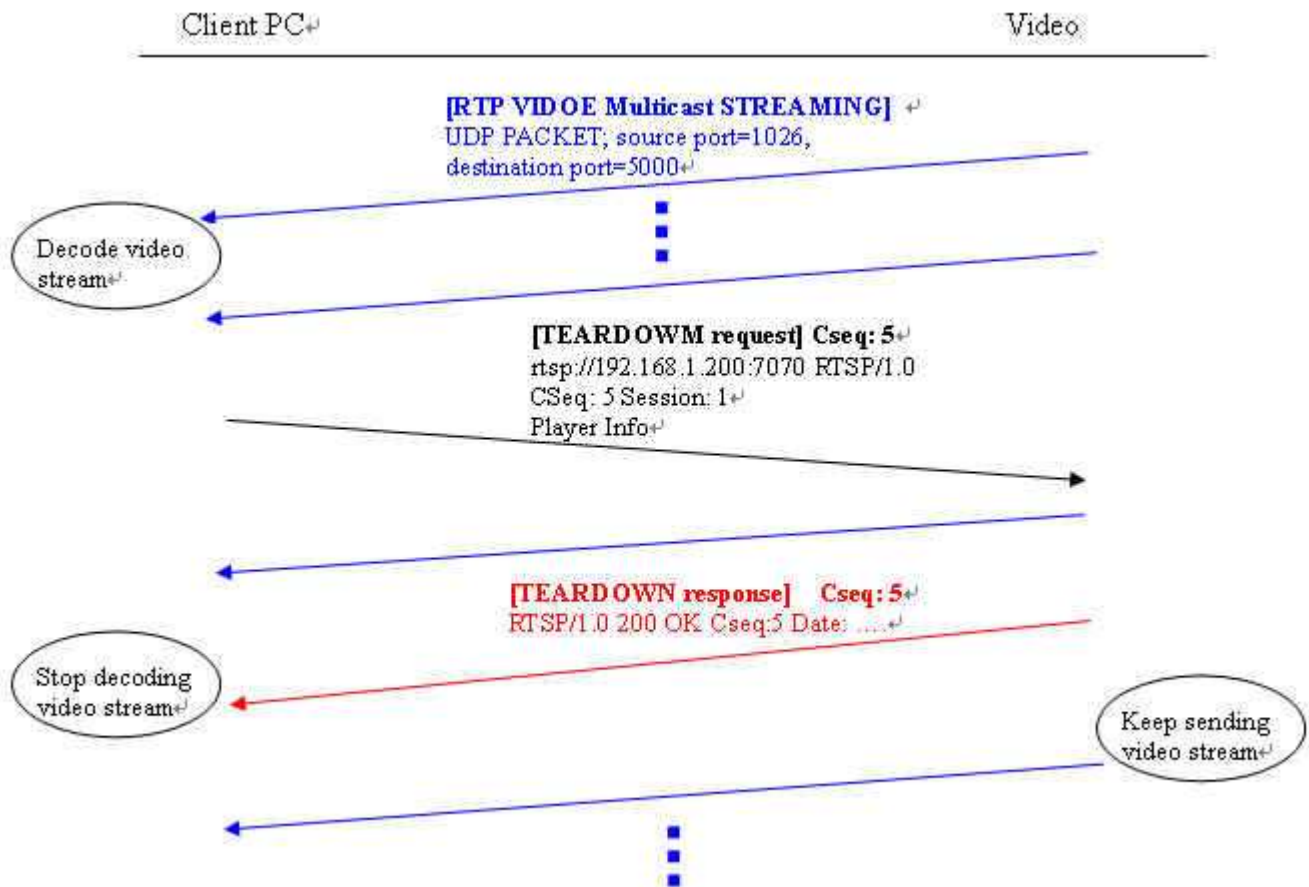 Client PC↵
Video
[RTP VIDOE Multicast STREAMING] ↵
UDP PACKET; source port=1026,
destination port=5000↵
Decode video
stream↵
[TEARDOWM request] Cseq: 5↵
rtsp://192.168.1.200:7070 RTSP/1.0
CSeq: 5 Session: 1↵
Player Info↵
[TEARDOWN response] Cseq: 5↵
RTSP/1.0 200 OK Cseq:5 Date: ....↵
Stop decoding
video stream↵
Keep sending
video stream↵